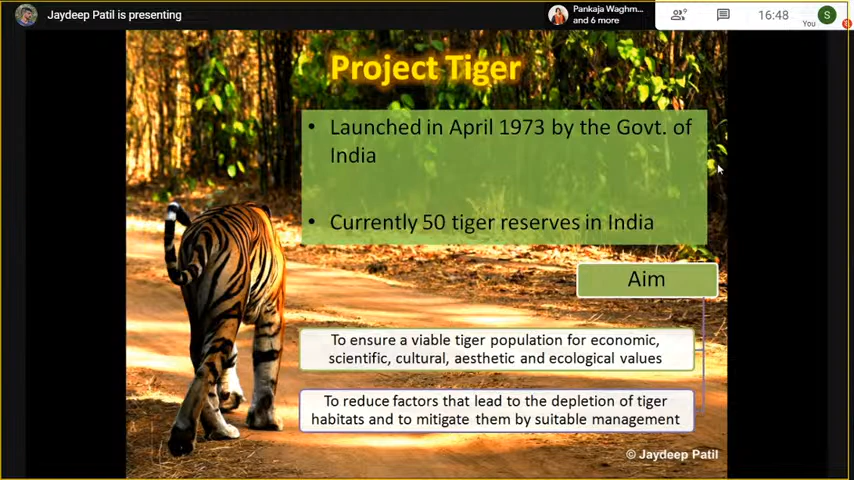 Jaydeep Patil is presenting
Pankaja Waghm...
and 6 more
16:48
You
S
Project Tiger
• Launched in April 1973 by the Govt. of
India
• Currently 50 tiger reserves in India
Aim
To ensure a viable tiger population for economic,
scientific, cultural, aesthetic and ecological values
To reduce factors that lead to the depletion of tiger
habitats and to mitigate them by suitable management
© Jaydeep Patil